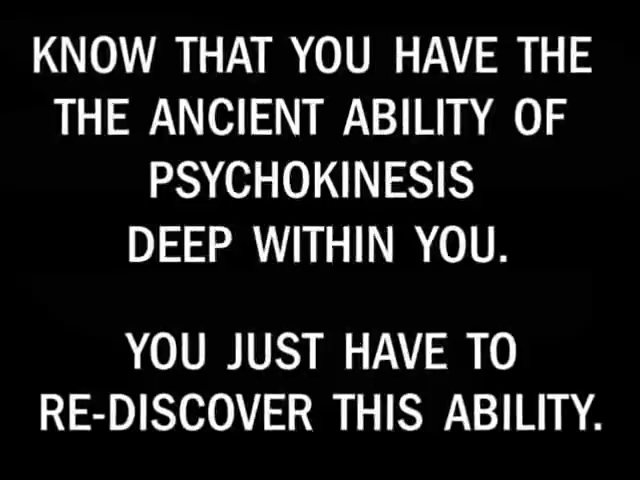 KNOW THAT YOU HAVE THE
THE ANCIENT ABILITY OF
PSYCHOKINESIS
DEEP WITHIN YOU.
YOU JUST HAVE TO
RE-DISCOVER THIS ABILITY.